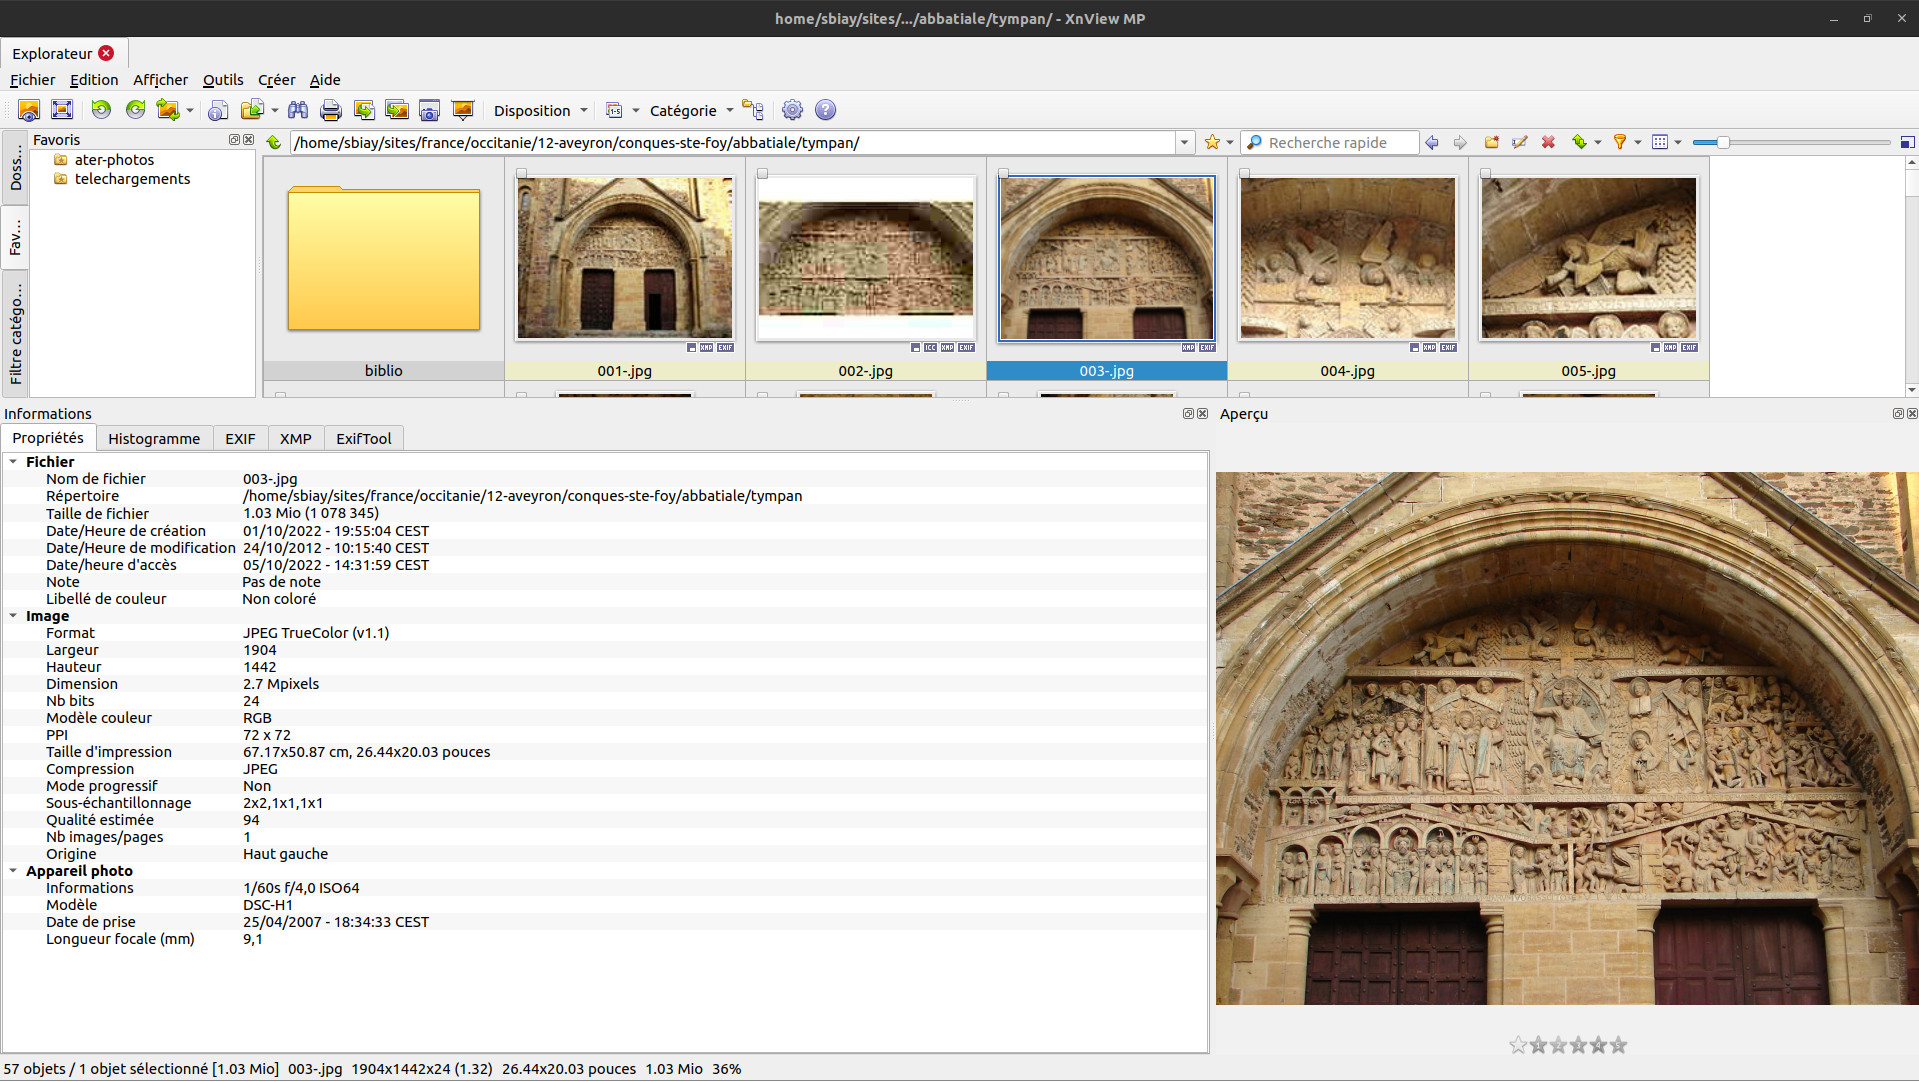 home/sbiay/sites/.../abbatiale/tympan/ - XnView MP
Explorateur
Fichier Edition Afficher Outils Créer Aide
Disposition Catégorie
Doss...
Fav...
Filtre catégo...
Favoris
ater-photos
telechargements
/home/sbiay/sites/france/occitanie/12-aveyron/conques-ste-foy/abbatiale/tympan/
Recherche rapide
XMP EXIF ICC XMP EXIF XMP EXIF XMP EXIF XMP EXIF
biblio 001-.jpg 002-.jpg 003-.jpg 004-.jpg 005-.jpg
Informations
Aperçu
Propriétés Histogramme EXIF XMP ExifTool
Fichier
Nom de fichier 003-.jpg
Répertoire /home/sbiay/sites/france/occitanie/12-aveyron/conques-ste-foy/abbatiale/tympan
Taille de fichier 1.03 Mio (1 078 345)
Date/Heure de création 01/10/2022 - 19:55:04 CEST
Date/Heure de modification 24/10/2012 - 10:15:40 CEST
Date/heure d'accès 05/10/2022 - 14:31:59 CEST
Note Pas de note
Libellé de couleur Non coloré
Image
Format JPEG TrueColor (v1.1)
Largeur 1904
Hauteur 1442
Dimension 2.7 Mpixels
Nb bits 24
Modèle couleur RGB
PPI 72 x 72
Taille d'impression 67.17x50.87 cm, 26.44x20.03 pouces
Compression JPEG
Mode progressif Non
Sous-échantillonnage 2x2,1x1,1x1
Qualité estimée 94
Nb images/pages 1
Origine Haut gauche
Appareil photo
Informations 1/60s f/4,0 ISO64
Modèle DSC-H1
Date de prise 25/04/2007 - 18:34:33 CEST
Longueur focale (mm) 9,1
57 objets / 1 objet sélectionné [1.03 Mio] 003-.jpg 1904x1442x24 (1.32) 26.44x20.03 pouces 1.03 Mio 36%